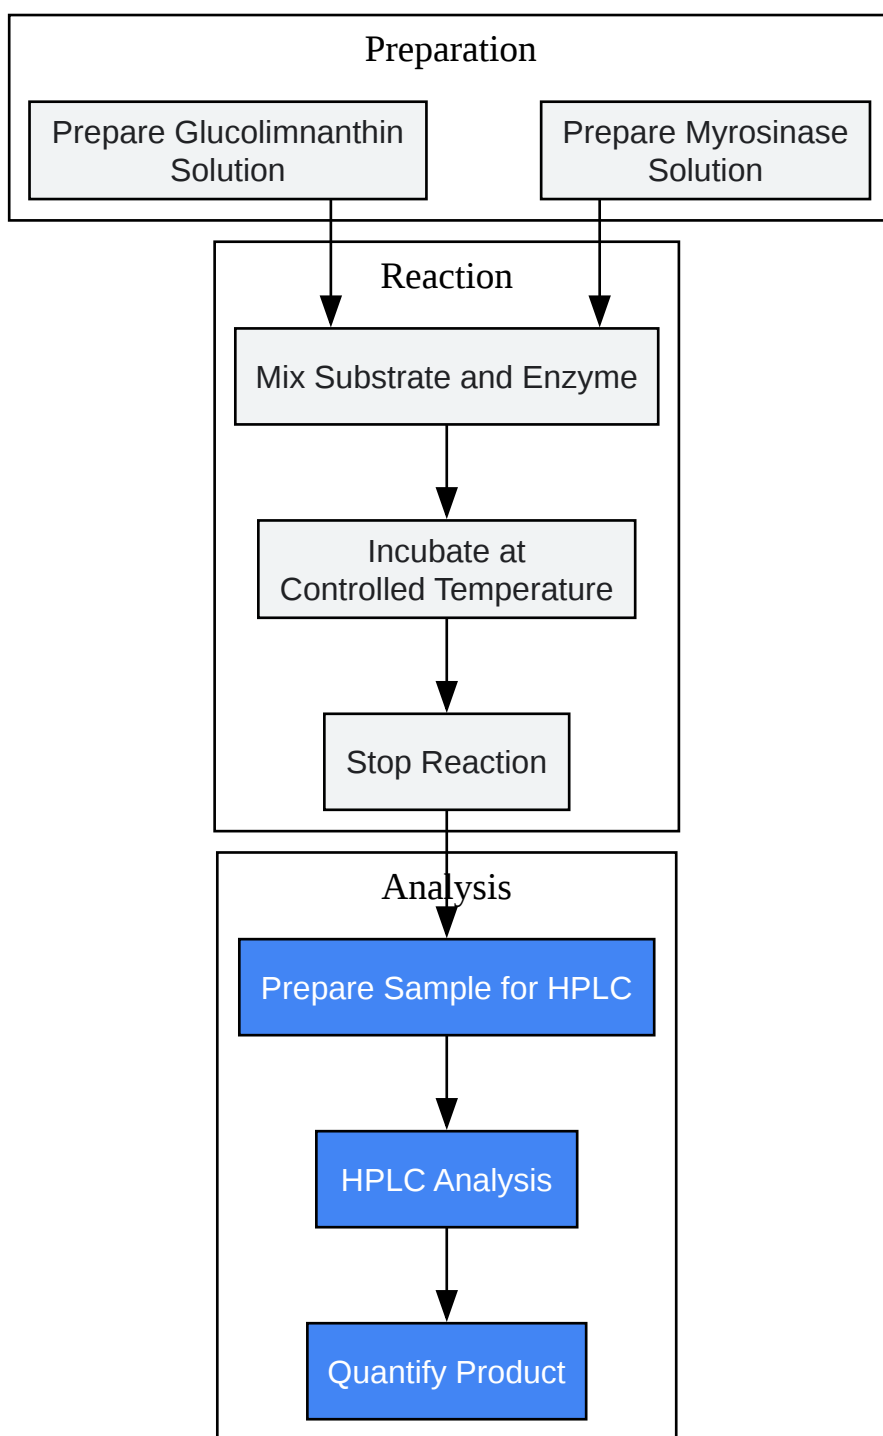 Preparation
Prepare Glucolimnanthin
Solution
Prepare Myrosinase
Solution
Reaction
Mix Substrate and Enzyme
Incubate at
Controlled Temperature
Stop Reaction
Analysis
Prepare Sample for HPLC
HPLC Analysis
Quantify Product